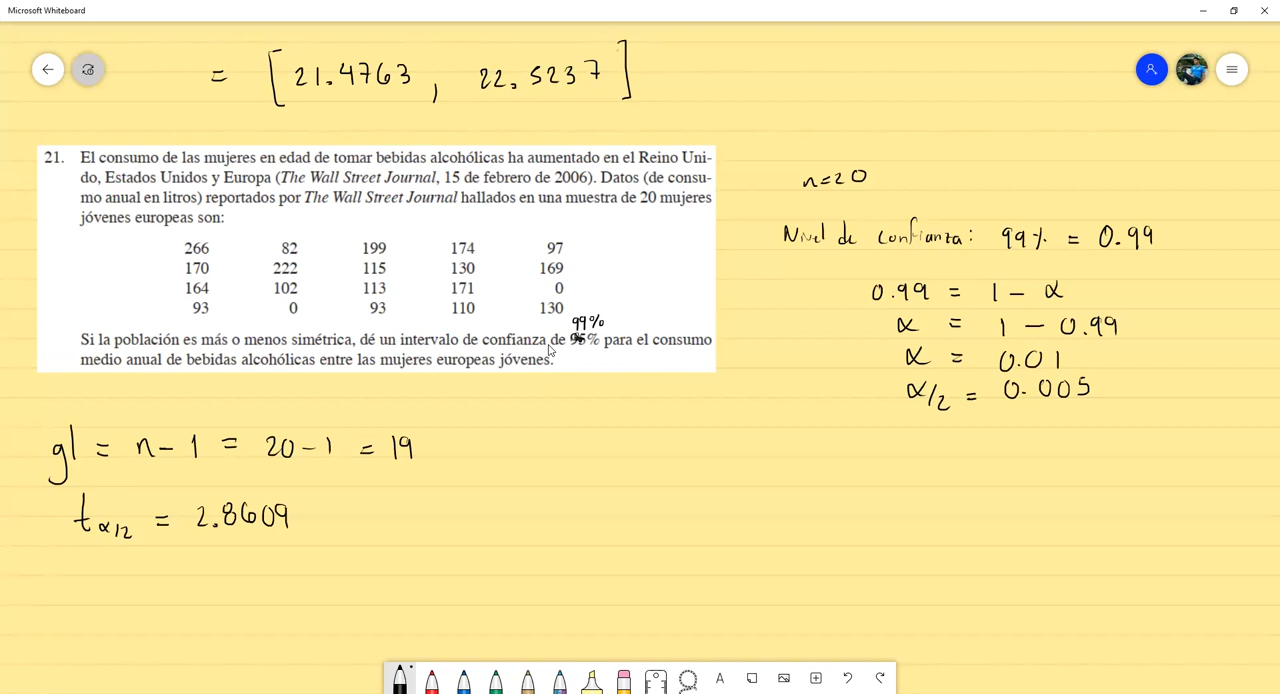 Microsoft Whiteboard
= [21.4763, 22.5237]
21. El consumo de las mujeres en edad de tomar bebidas alcohólicas ha aumentado en el Reino Uni-
do, Estados Unidos y Europa (The Wall Street Journal, 15 de febrero de 2006). Datos (de consu-
mo anual en litros) reportados por The Wall Street Journal hallados en una muestra de 20 mujeres
jóvenes europeas son:
266 82 199 174 97
170 222 115 130 169
164 102 113 171 0
93 0 93 110 130
99%
Si la población es más o menos simétrica, dé un intervalo de confianza de 95% para el consumo
medio anual de bebidas alcohólicas entre las mujeres europeas jóvenes.
n=20
Nivel de confianza: 99% = 0.99
0.99 = 1 - α
α = 1 - 0.99
α = 0.01
α/2 = 0.005
gl = n - 1 = 20 - 1 = 19
tα/2 = 2.8609
A